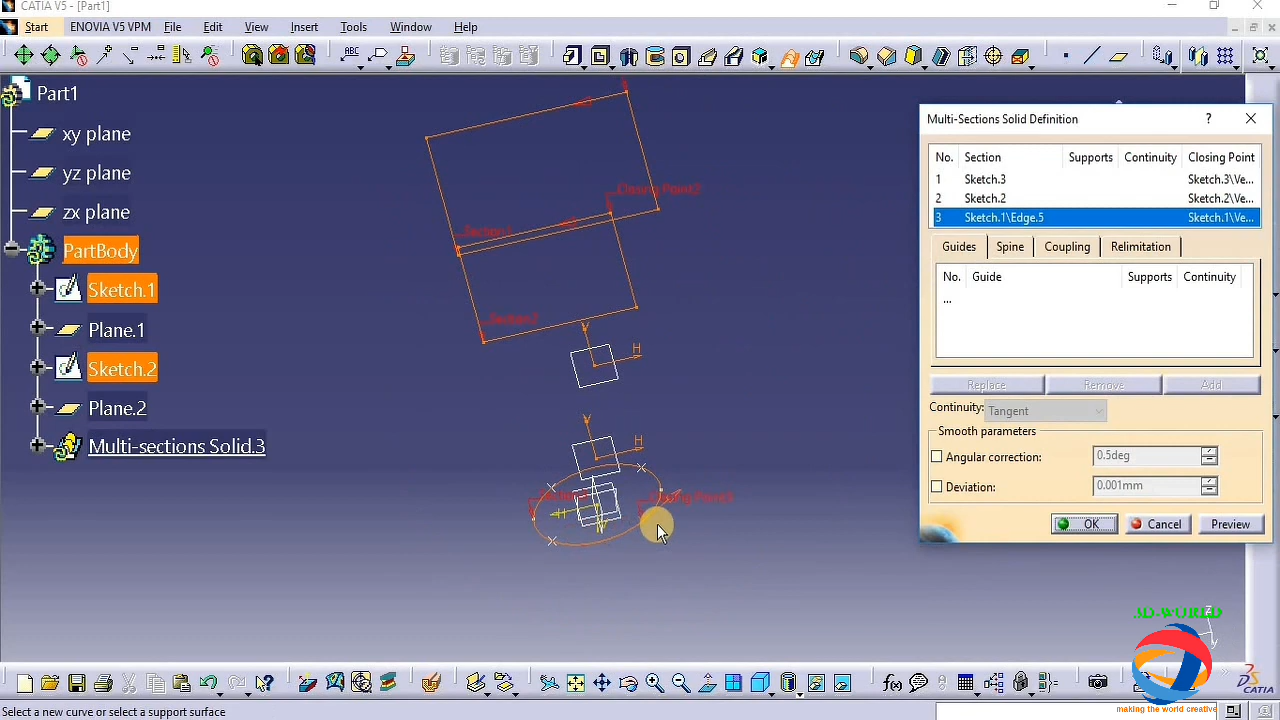 CATIA V5 - [Part1]
Start ENOVIA V5 VPM File Edit View Insert Tools Window Help
Part1
xy plane
yz plane
zx plane
PartBody
Sketch.1
Plane.1
Sketch.2
Plane.2
Multi-sections Solid.3
Closing Point2
Section1
Section2
V
H
V
H
H
V
Closing Point3
Multi-Sections Solid Definition
No. Section Supports Continuity Closing Point
1 Sketch.3 Sketch.3\Ve...
2 Sketch.2 Sketch.2\Ve...
3 Sketch.1\Edge.5 Sketch.1\Ve...
Guides Spine Coupling Relimitation
No. Guide Supports Continuity
...
Replace Remove Add
Continuity: Tangent
Smooth parameters
Angular correction: 0.5deg
Deviation: 0.001mm
OK Cancel Preview
3D-WORLD
making the world creative
CATIA
Select a new curve or select a support surface